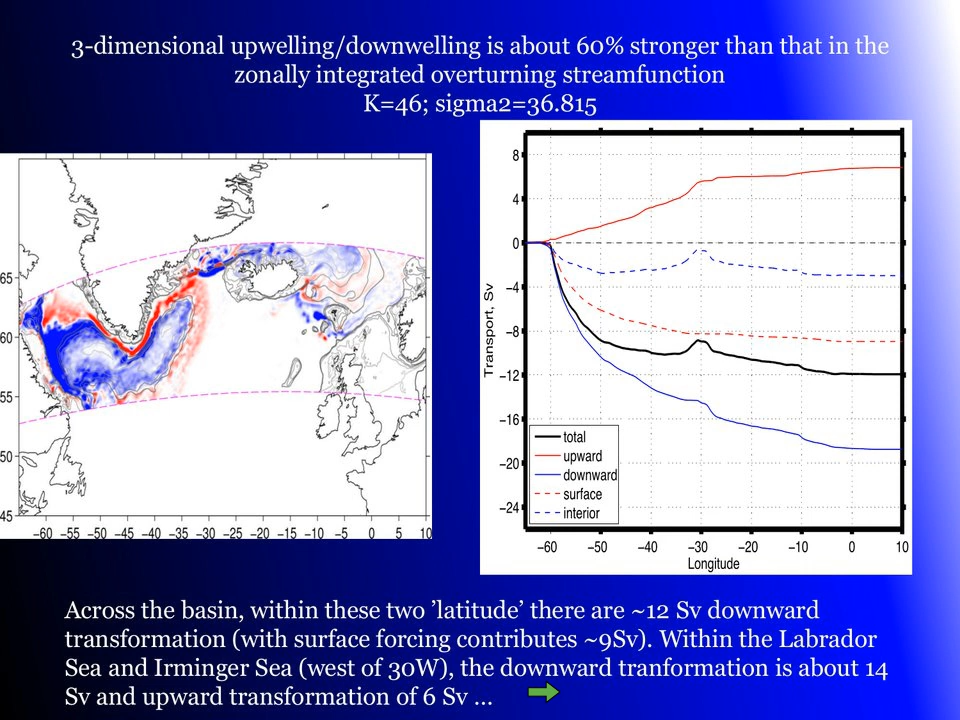 3-dimensional upwelling/downwelling is about 60% stronger than that in the
zonally integrated overturning streamfunction
K=46; sigma2=36.815
65
60
55
50
45
−60 −55 −50 −45 −40 −35 −30 −25 −20 −15 −10 −5 0 5 10
8
4
0
−4
−8
−12
−16
−20
−24
Transport, Sv
total
upward
downward
surface
interior
−60 −50 −40 −30 −20 −10 0 10
Longitude
Across the basin, within these two ’latitude’ there are ~12 Sv downward
transformation (with surface forcing contributes ~9Sv). Within the Labrador
Sea and Irminger Sea (west of 30W), the downward tranformation is about 14
Sv and upward transformation of 6 Sv ...